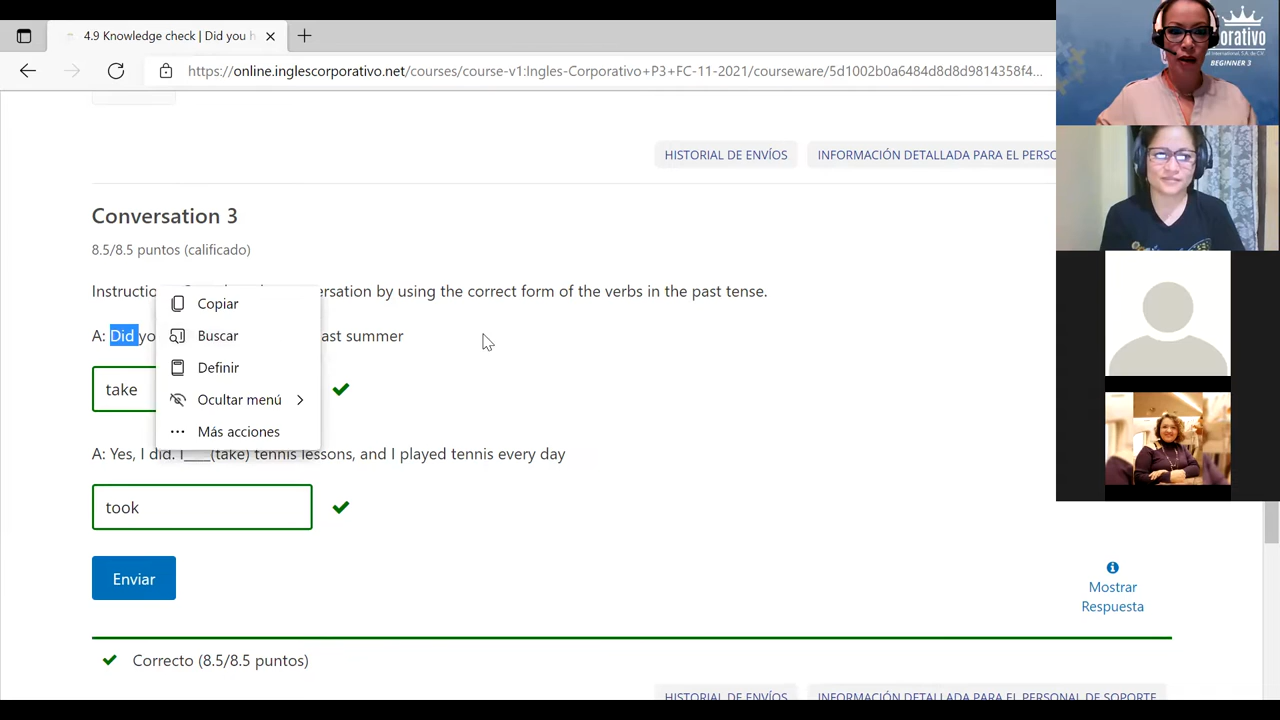 4.9 Knowledge check | Did you h
https://online.inglescorporativo.net/courses/course-v1:Ingles-Corporativo+P3+FC-11-2021/courseware/5d1002b0a6484d8d8d9814358f4...
orativo
BEGINNER 3
HISTORIAL DE ENVÍOS
INFORMACIÓN DETALLADA PARA EL PERSO
Conversation 3
8.5/8.5 puntos (calificado)
Instructio
ersation by using the correct form of the verbs in the past tense.
Copiar
A: Did yo
ast summer
Buscar
Definir
take
Ocultar menú
Más acciones
A: Yes, I did. I___(take) tennis lessons, and I played tennis every day
took
Enviar
Mostrar
Respuesta
Correcto (8.5/8.5 puntos)
HISTORIAL DE ENVÍOS
INFORMACIÓN DETALLADA PARA EL PERSONAL DE SOPORTE